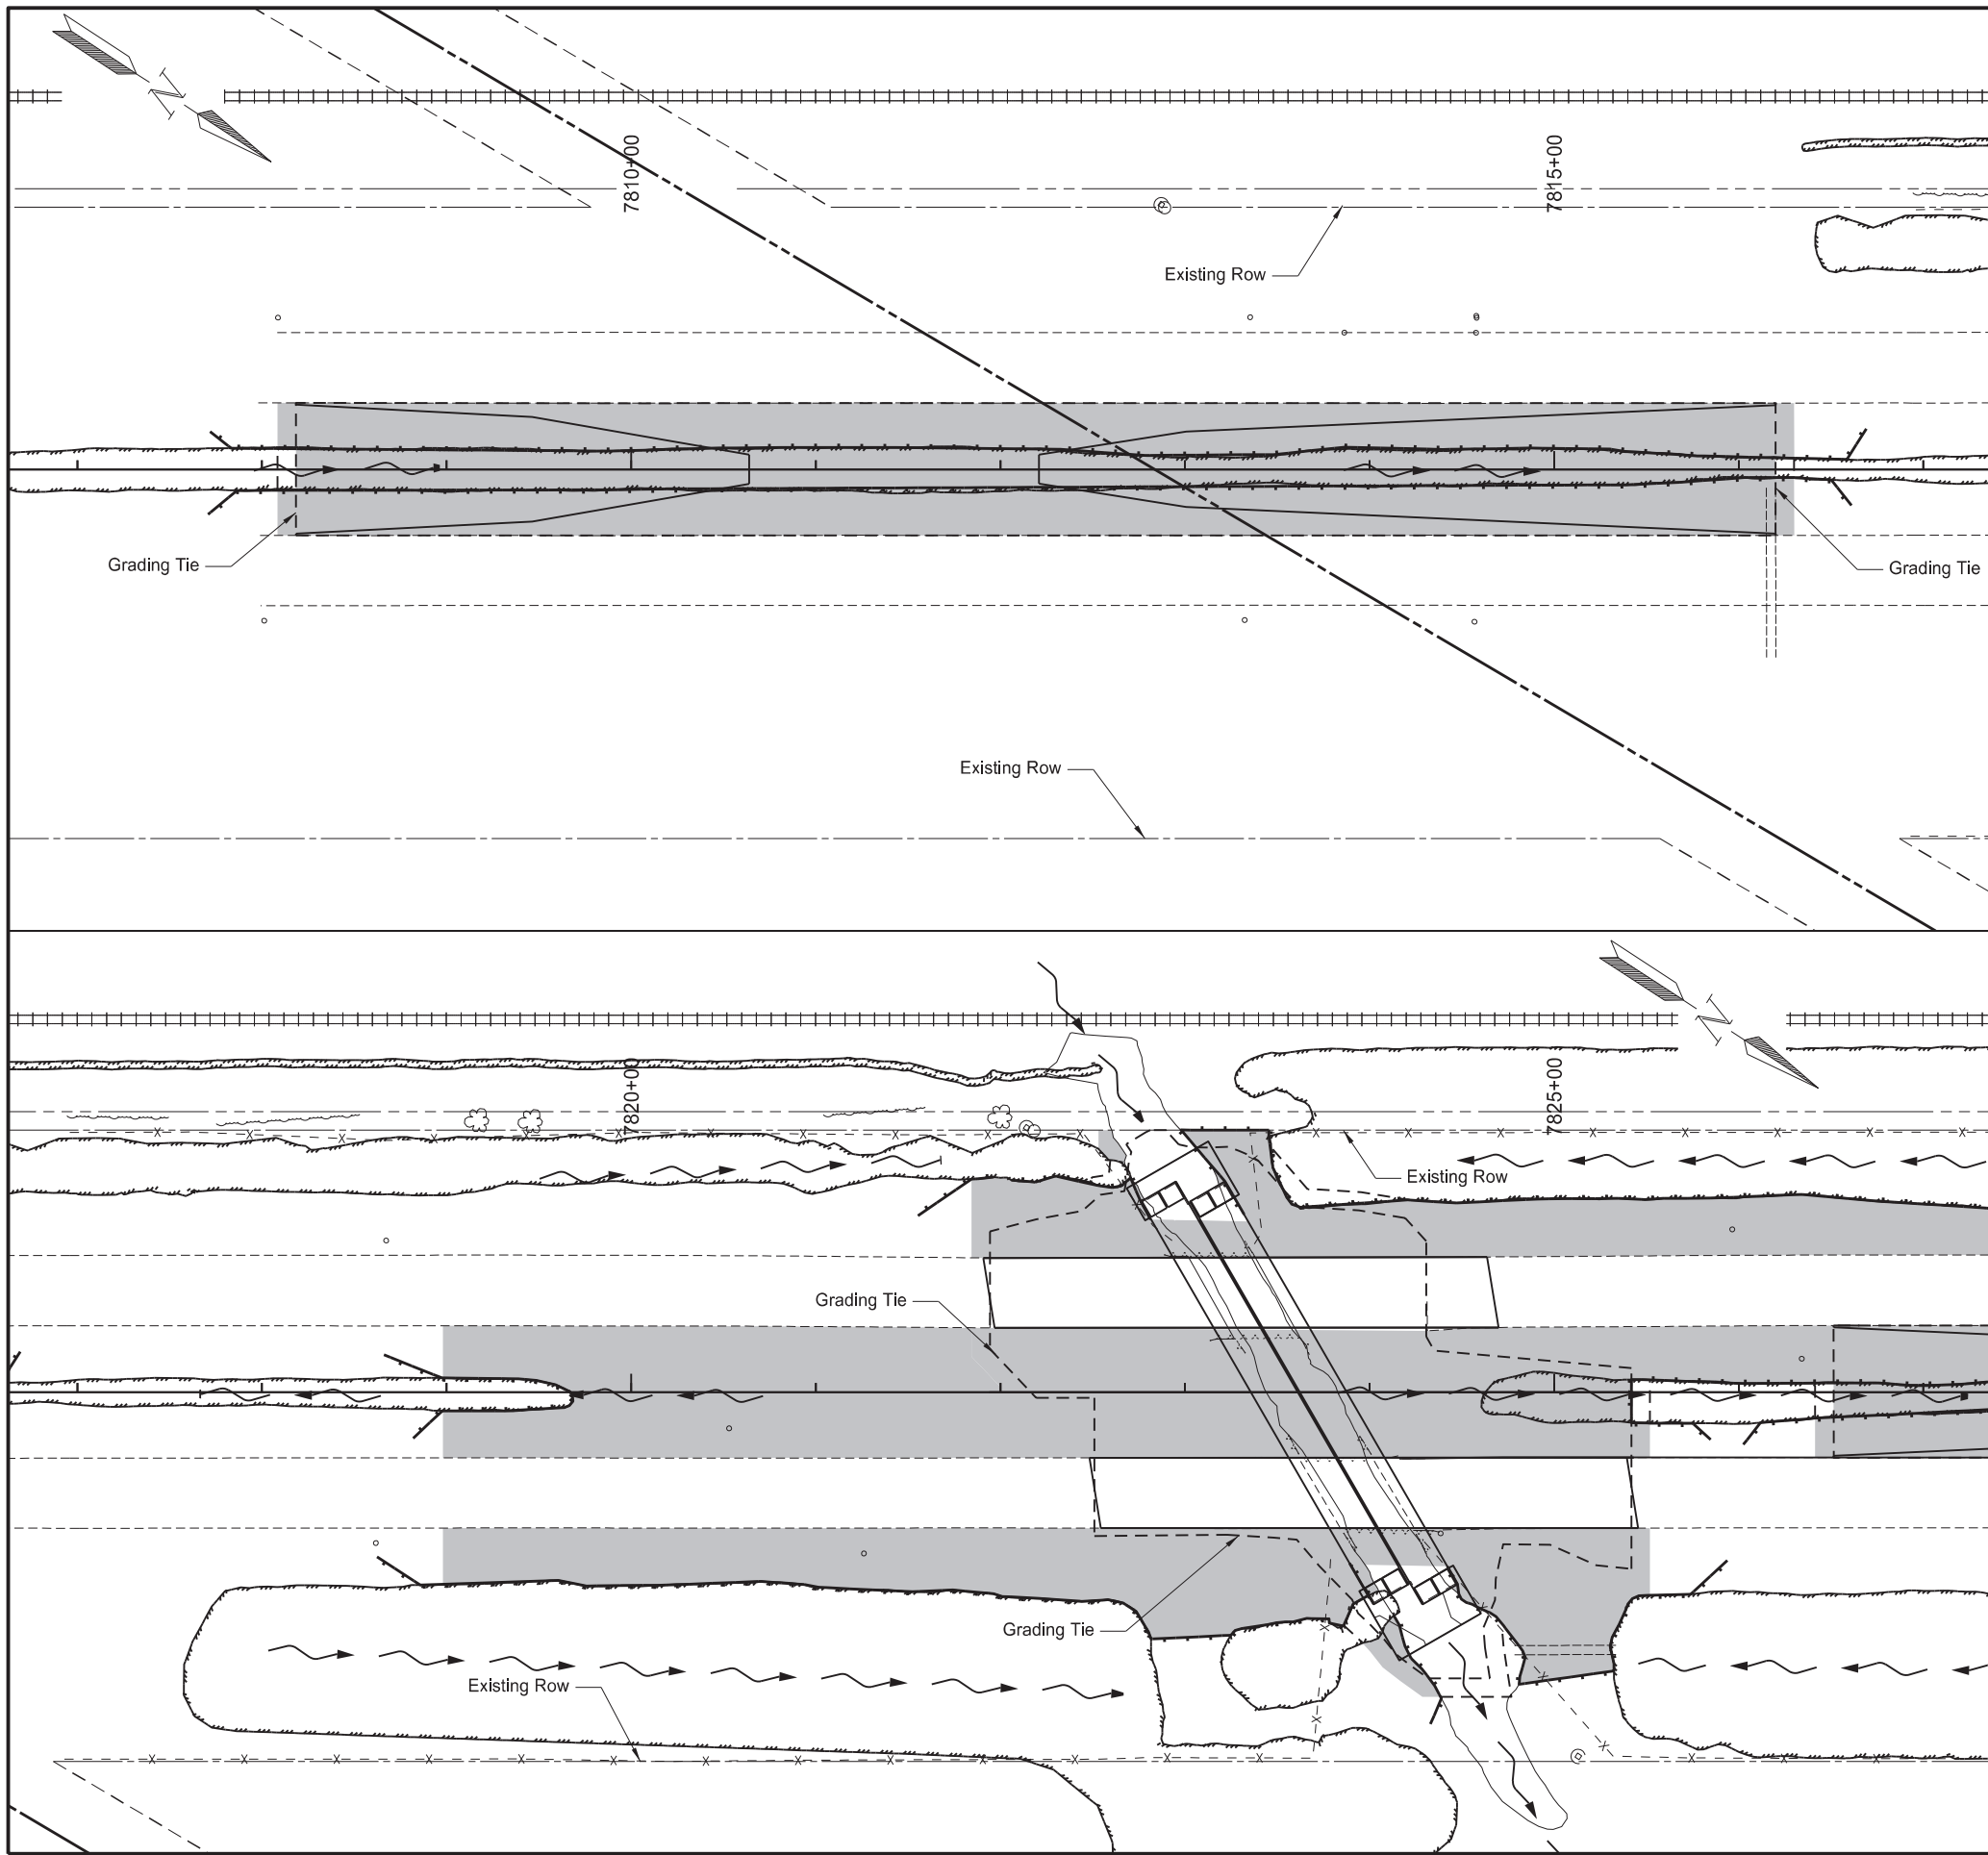 N
7810+00
7815+00
Existing Row
Grading Tie
Grading Tie
Existing Row
N
7820+00
7825+00
Existing Row
Grading Tie
Grading Tie
Existing Row